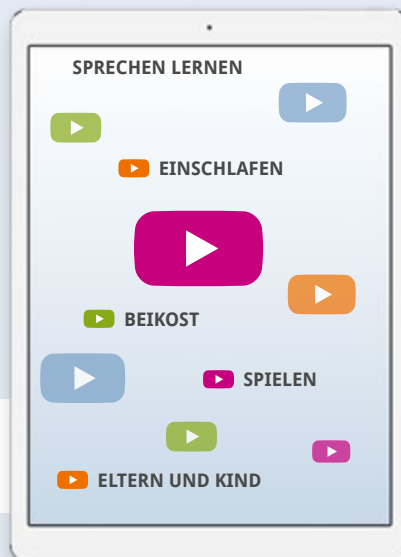 SPRECHEN LERNEN
EINSCHLAFEN
BEIKOST
SPIELEN
ELTERN UND KIND